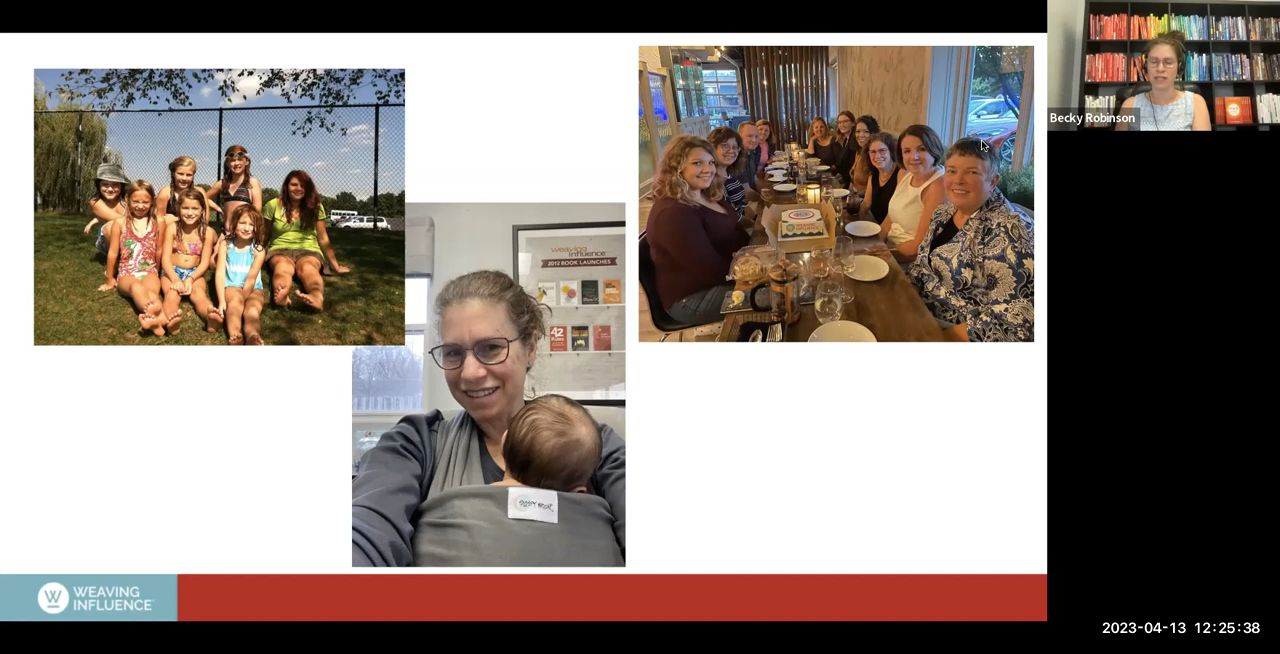 Becky Robinson
weaving
influence
2012 BOOK LAUNCHES
42
WEAVING
INFLUENCE
2023-04-13 12:25:38